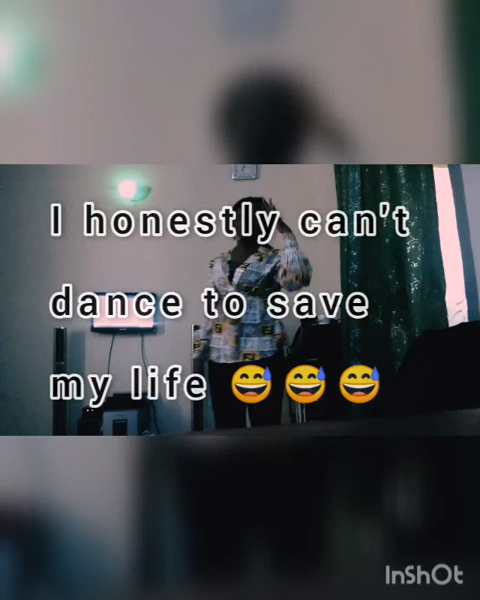 I honestly can't
dance to save
my life 😅 😅 😅
InShOt